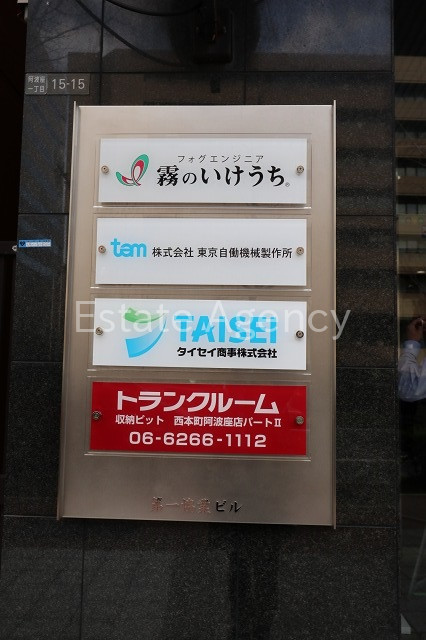 阿波座
一丁目
15-15
フォグエンジニア
霧のいけうち®
tam 株式会社 東京自働機械製作所
TAISEI
タイセイ商事株式会社
Estate Agency
トランクルーム
収納ピット 西本町阿波座店パートⅡ
06-6266-1112
ビル